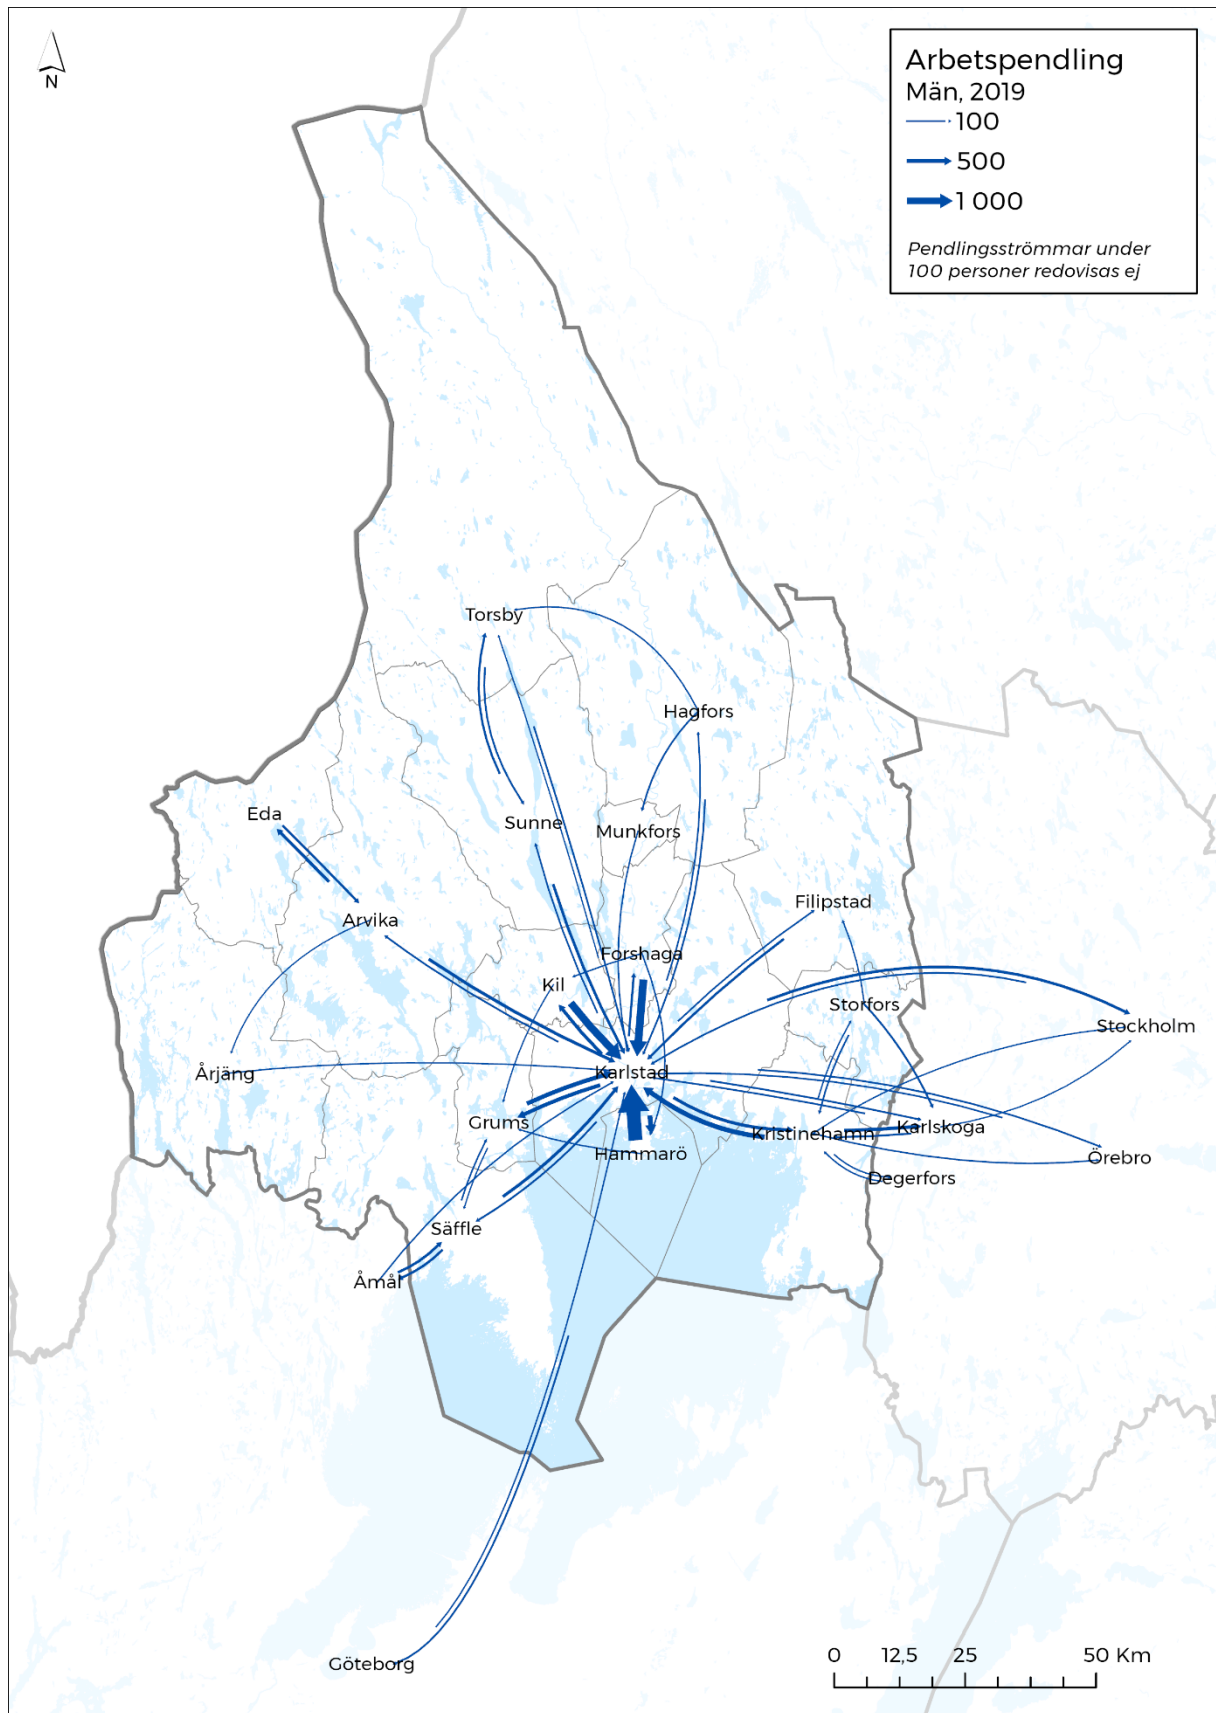 N
Arbetspendling
Män, 2019
100
500
1 000
Pendlingsströmmar under
100 personer redovisas ej
Torsby
Hagfors
Eda
Sunne
Munkfors
Filipstad
Arvika
Forshaga
Kil
Storfors
Stockholm
Årjäng
Karlstad
Grums
Kristinehamn
Karlskoga
Hammarö
Örebro
Degerfors
Säffle
Åmål
Göteborg
0 12,5 25 50 Km